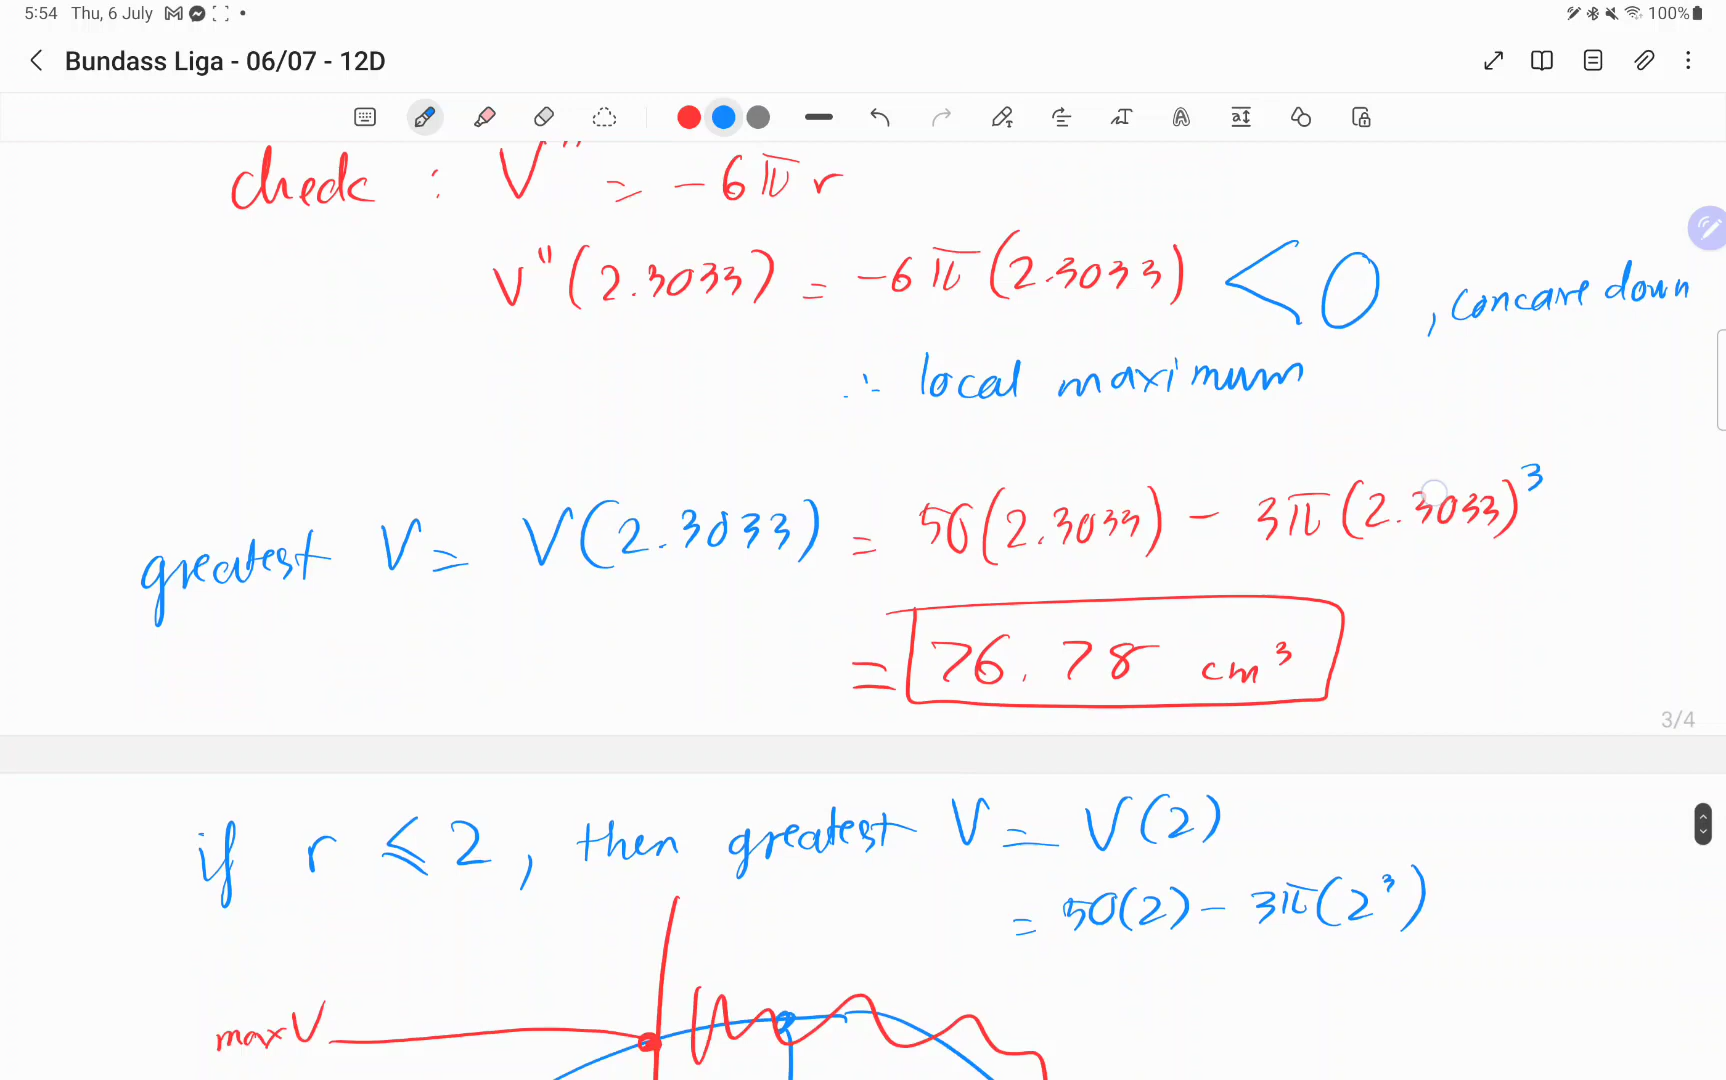 5:54 Thu, 6 July 100%
Bundass Liga - 06/07 - 12D
check : V'' = -6πr
V''(2.3033) = -6π(2.3033) < 0 , concave down
∴ local maximum
greatest V = V(2.3033) = 50(2.3033) - 3π(2.3033)³
= 76.78 cm³
3/4
if r ≤ 2, then greatest V = V(2)
= 50(2) - 3π(2³)
max V